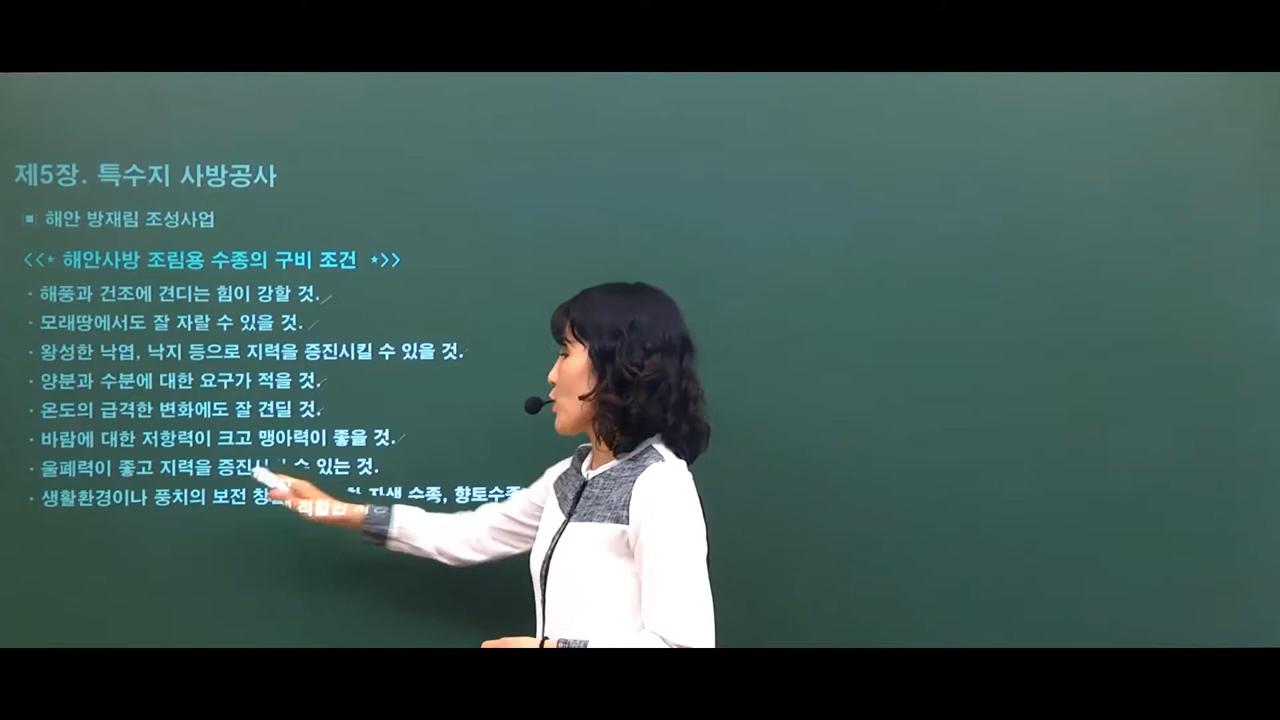 제5장. 특수지 사방공사
▣ 해안 방재림 조성사업
<<* 해안사방 조림용 수종의 구비 조건 *>>
· 해풍과 건조에 견디는 힘이 강할 것.
· 모래땅에서도 잘 자랄 수 있을 것.
· 왕성한 낙엽, 낙지 등으로 지력을 증진시킬 수 있을 것.
· 양분과 수분에 대한 요구가 적을 것.
· 온도의 급격한 변화에도 잘 견딜 것.
· 바람에 대한 저항력이 크고 맹아력이 좋을 것.
· 울폐력이 좋고 지력을 증진시킬 수 있는 것.
· 생활환경이나 풍치의 보전 적합한 자생 수종, 향토수종